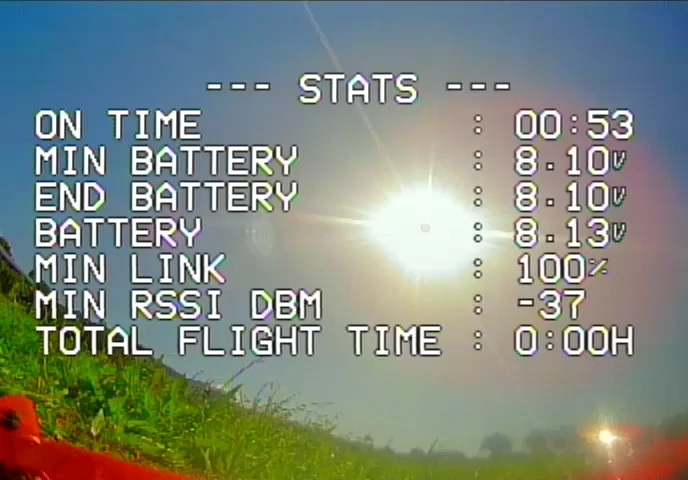 --- STATS ---
ON TIME : 00:53
MIN BATTERY : 8.10V
END BATTERY : 8.10V
BATTERY : 8.13V
MIN LINK : 100%
MIN RSSI DBM : -37
TOTAL FLIGHT TIME : 0:00H